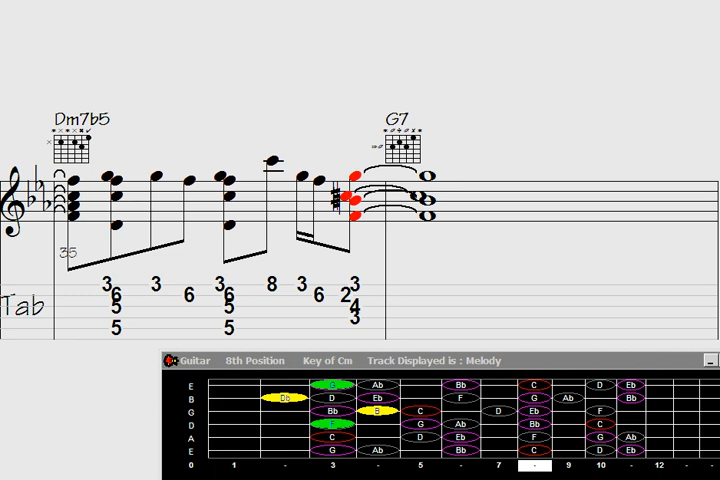 Dm7b5 G7
35
3 3 3 8 3 3
6 6 6 6 2
5 5 4
3
5 5
Tab
Guitar 8th Position Key of Cm Track Displayed is : Melody
E G Ab Bb C D Eb
B Db D Eb F G Ab Bb
G Bb B C D Eb F
D F G Ab Bb C
A C D Eb F G Ab
E G Ab Bb C D Eb
0 1 - 3 - 5 - 7 - 9 10 - 12 - -